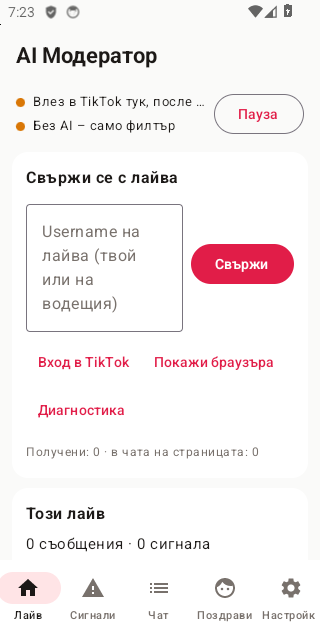 7:23
AI Модератор
Влез в TikTok тук, после …
Без AI – само филтър
Пауза
Свържи се с лайва
Username на
лайва (твой
или на
водещия)
Свържи
Вход в TikTok
Покажи браузъра
Диагностика
Получени: 0 · в чата на страницата: 0
Този лайв
0 съобщения · 0 сигнала
Лайв
Сигнали
Чат
Поздрави
Настройк